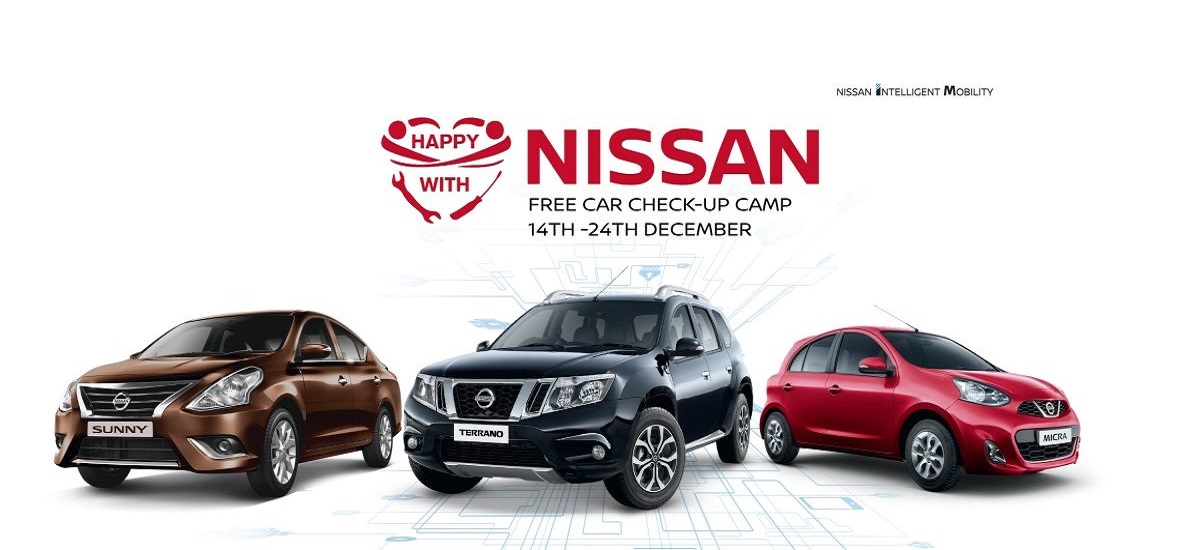 NISSAN INTELLIGENT MOBILITY
HAPPY
WITH
NISSAN
FREE CAR CHECK-UP CAMP
14TH -24TH DECEMBER
SUNNY
TERRANO
MICRA